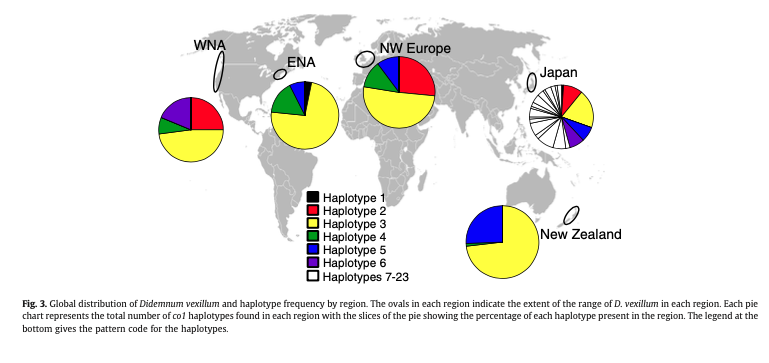 WNA
ENA
NW Europe
Japan
Haplotype 1
Haplotype 2
Haplotype 3
Haplotype 4
Haplotype 5
Haplotype 6
Haplotypes 7-23
New Zealand
Fig. 3. Global distribution of Didemnum vexillum and haplotype frequency by region. The ovals in each region indicate the extent of the range of D. vexillum in each region. Each pie
chart represents the total number of co1 haplotypes found in each region with the slices of the pie showing the percentage of each haplotype present in the region. The legend at the
bottom gives the pattern code for the haplotypes.